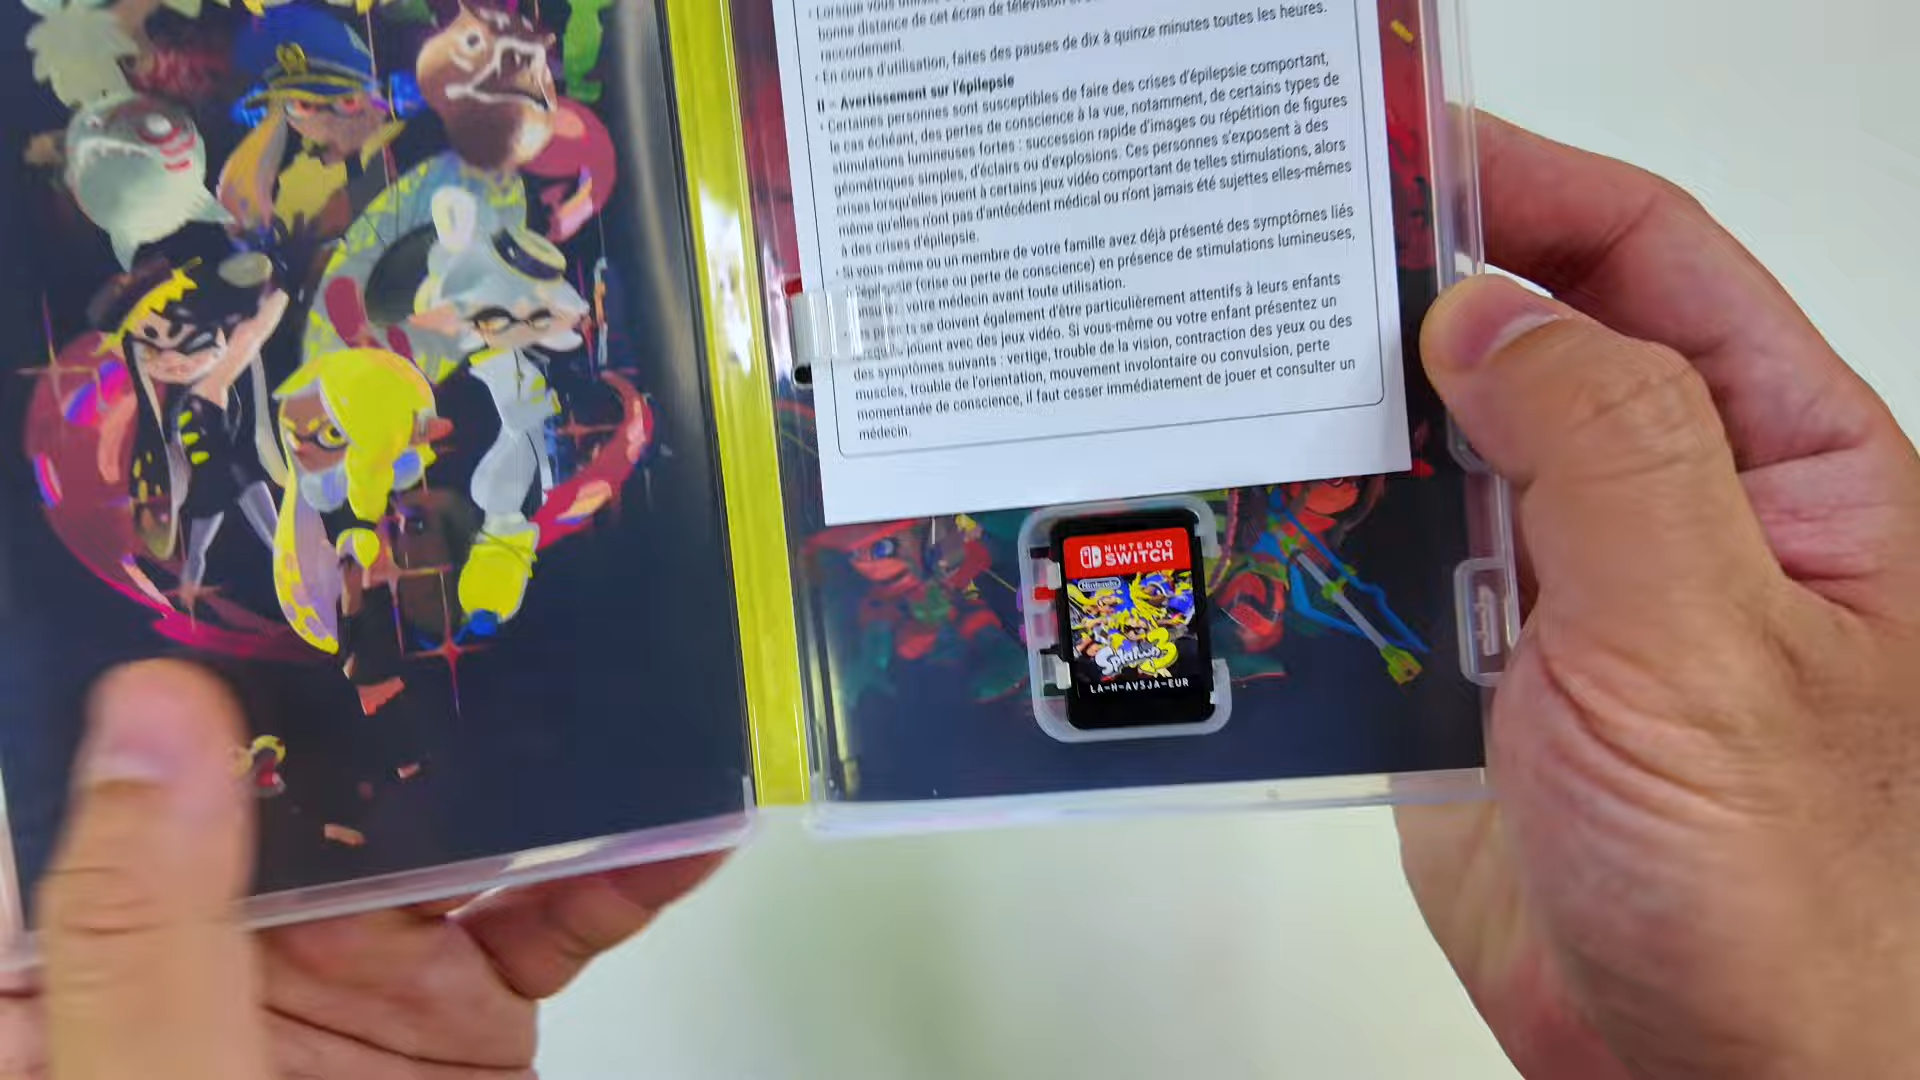 • Lorsque vous
bonne distance de cet écran de télévision et
raccordement.
• En cours d'utilisation, faites des pauses de dix à quinze minutes toutes les heures.
II – Avertissement sur l'épilepsie
• Certaines personnes sont susceptibles de faire des crises d'épilepsie comportant,
le cas échéant, des pertes de conscience à la vue, notamment, de certains types de
stimulations lumineuses fortes : succession rapide d'images ou répétition de figures
géométriques simples, d'éclairs ou d'explosions. Ces personnes s'exposent à des
crises lorsqu'elles jouent à certains jeux vidéo comportant de telles stimulations, alors
même qu'elles n'ont pas d'antécédent médical ou n'ont jamais été sujettes elles-mêmes
à des crises d'épilepsie.
• Si vous-même ou un membre de votre famille avez déjà présenté des symptômes liés
l'épilepsie (crise ou perte de conscience) en présence de stimulations lumineuses,
votre médecin avant toute utilisation.
se doivent également d'être particulièrement attentifs à leurs enfants
jouent avec des jeux vidéo. Si vous-même ou votre enfant présentez un
des symptômes suivants : vertige, trouble de la vision, contraction des yeux ou des
muscles, trouble de l'orientation, mouvement involontaire ou convulsion, perte
momentanée de conscience, il faut cesser immédiatement de jouer et consulter un
médecin.
NINTENDO
SWITCH
Nintendo
Splatoon 3
LA-H-AV5JA-EUR